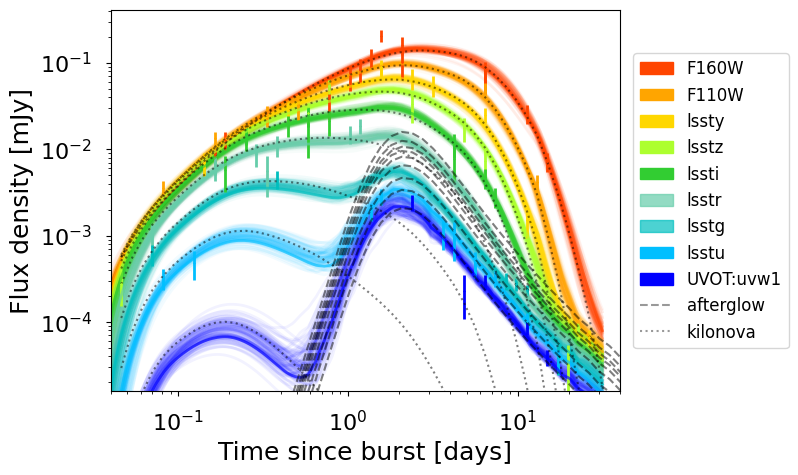 Flux density [mJy]
10⁻¹
10⁻²
10⁻³
10⁻⁴
10⁻¹
10⁰
10¹
Time since burst [days]
F160W
F110W
lssty
lsstz
lssti
lsstr
lsstg
lsstu
UVOT:uvw1
afterglow
kilonova